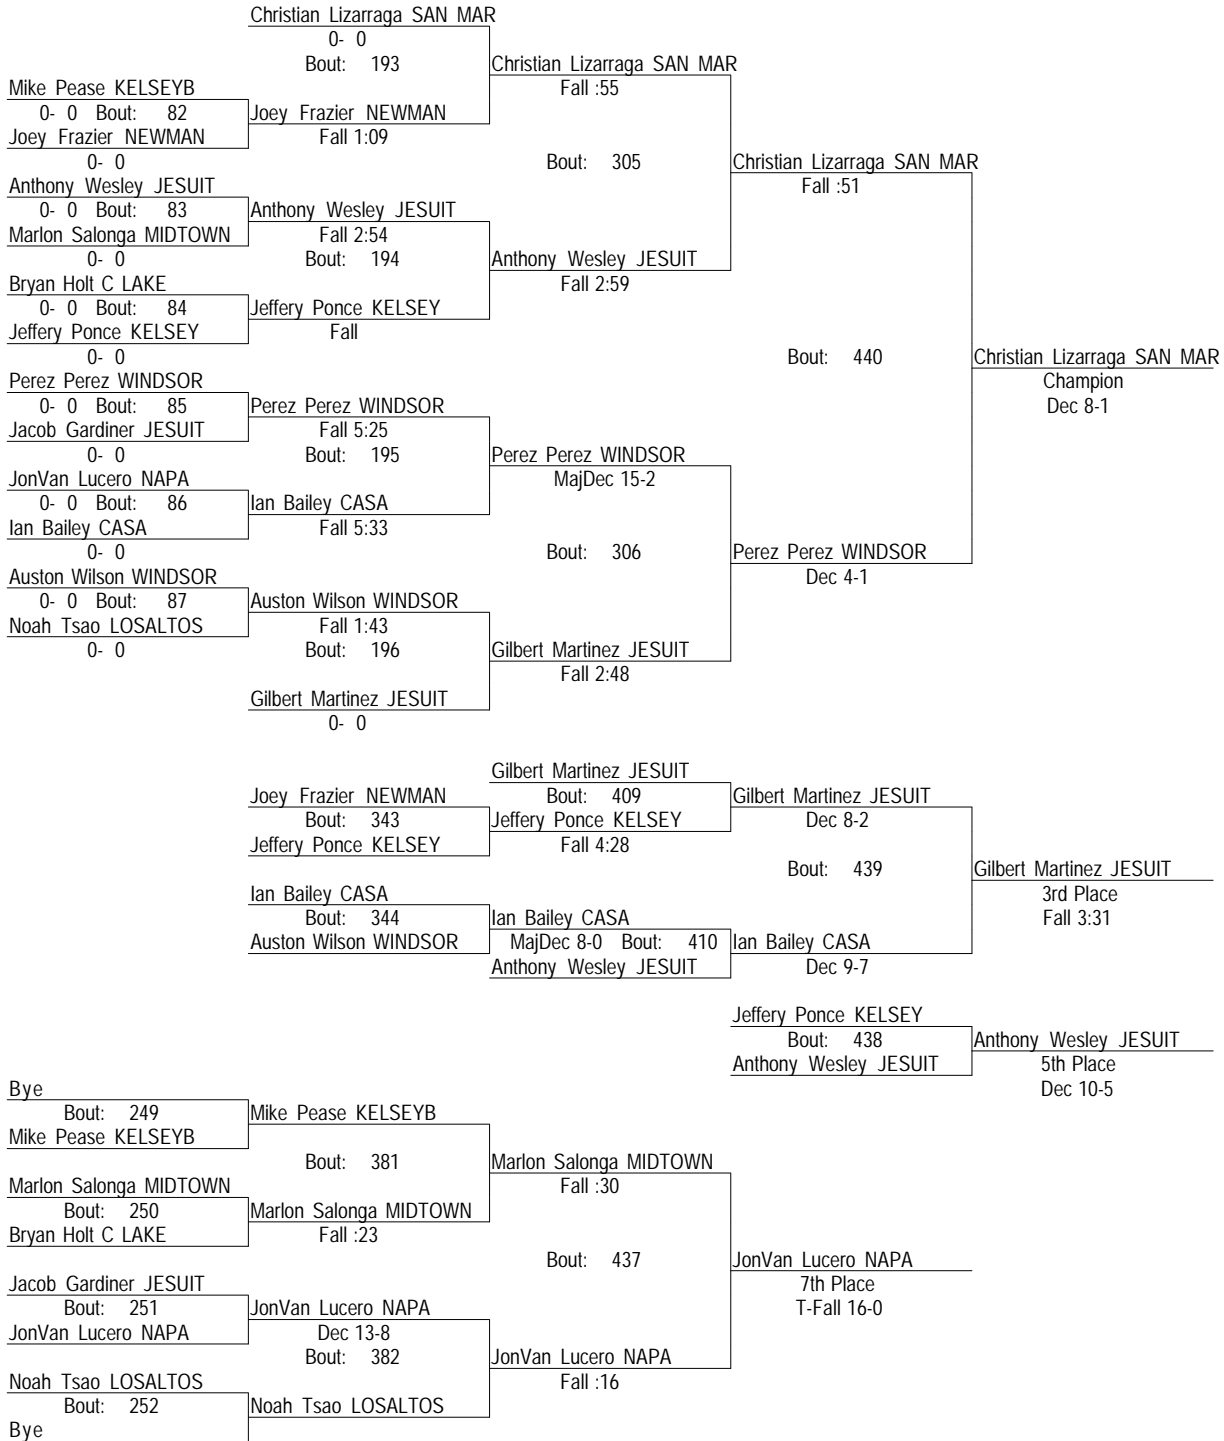 Christian Lizarraga SAN MAR
0- 0
Bout: 193
Christian Lizarraga SAN MAR
Fall :55
Mike Pease KELSEYB
0- 0 Bout: 82
Joey Frazier NEWMAN
Joey Frazier NEWMAN
Fall 1:09
0- 0
Bout: 305
Christian Lizarraga SAN MAR
Fall :51
Anthony Wesley JESUIT
0- 0 Bout: 83
Anthony Wesley JESUIT
Marlon Salonga MIDTOWN
Fall 2:54
0- 0
Bout: 194
Anthony Wesley JESUIT
Fall 2:59
Bryan Holt C LAKE
0- 0 Bout: 84
Jeffery Ponce KELSEY
Jeffery Ponce KELSEY
Fall
0- 0
Bout: 440
Christian Lizarraga SAN MAR
Champion
Dec 8-1
Perez Perez WINDSOR
0- 0 Bout: 85
Perez Perez WINDSOR
Jacob Gardiner JESUIT
Fall 5:25
0- 0
Bout: 195
Perez Perez WINDSOR
MajDec 15-2
JonVan Lucero NAPA
0- 0 Bout: 86
Ian Bailey CASA
Ian Bailey CASA
Fall 5:33
0- 0
Bout: 306
Perez Perez WINDSOR
Dec 4-1
Auston Wilson WINDSOR
0- 0 Bout: 87
Auston Wilson WINDSOR
Noah Tsao LOSALTOS
Fall 1:43
0- 0
Bout: 196
Gilbert Martinez JESUIT
Fall 2:48
Gilbert Martinez JESUIT
0- 0
Gilbert Martinez JESUIT
Joey Frazier NEWMAN
Bout: 409
Gilbert Martinez JESUIT
Bout: 343
Jeffery Ponce KELSEY
Dec 8-2
Jeffery Ponce KELSEY
Fall 4:28
Bout: 439
Gilbert Martinez JESUIT
3rd Place
Fall 3:31
Ian Bailey CASA
Bout: 344
Ian Bailey CASA
Auston Wilson WINDSOR
MajDec 8-0 Bout: 410
Ian Bailey CASA
Anthony Wesley JESUIT
Dec 9-7
Jeffery Ponce KELSEY
Bout: 438
Anthony Wesley JESUIT
Anthony Wesley JESUIT
5th Place
Dec 10-5
Bye
Bout: 249
Mike Pease KELSEYB
Mike Pease KELSEYB
Bout: 381
Marlon Salonga MIDTOWN
Fall :30
Marlon Salonga MIDTOWN
Bout: 250
Marlon Salonga MIDTOWN
Bryan Holt C LAKE
Fall :23
Bout: 437
JonVan Lucero NAPA
7th Place
T-Fall 16-0
Jacob Gardiner JESUIT
Bout: 251
JonVan Lucero NAPA
JonVan Lucero NAPA
Dec 13-8
Bout: 382
JonVan Lucero NAPA
Fall :16
Noah Tsao LOSALTOS
Bout: 252
Noah Tsao LOSALTOS
Bye